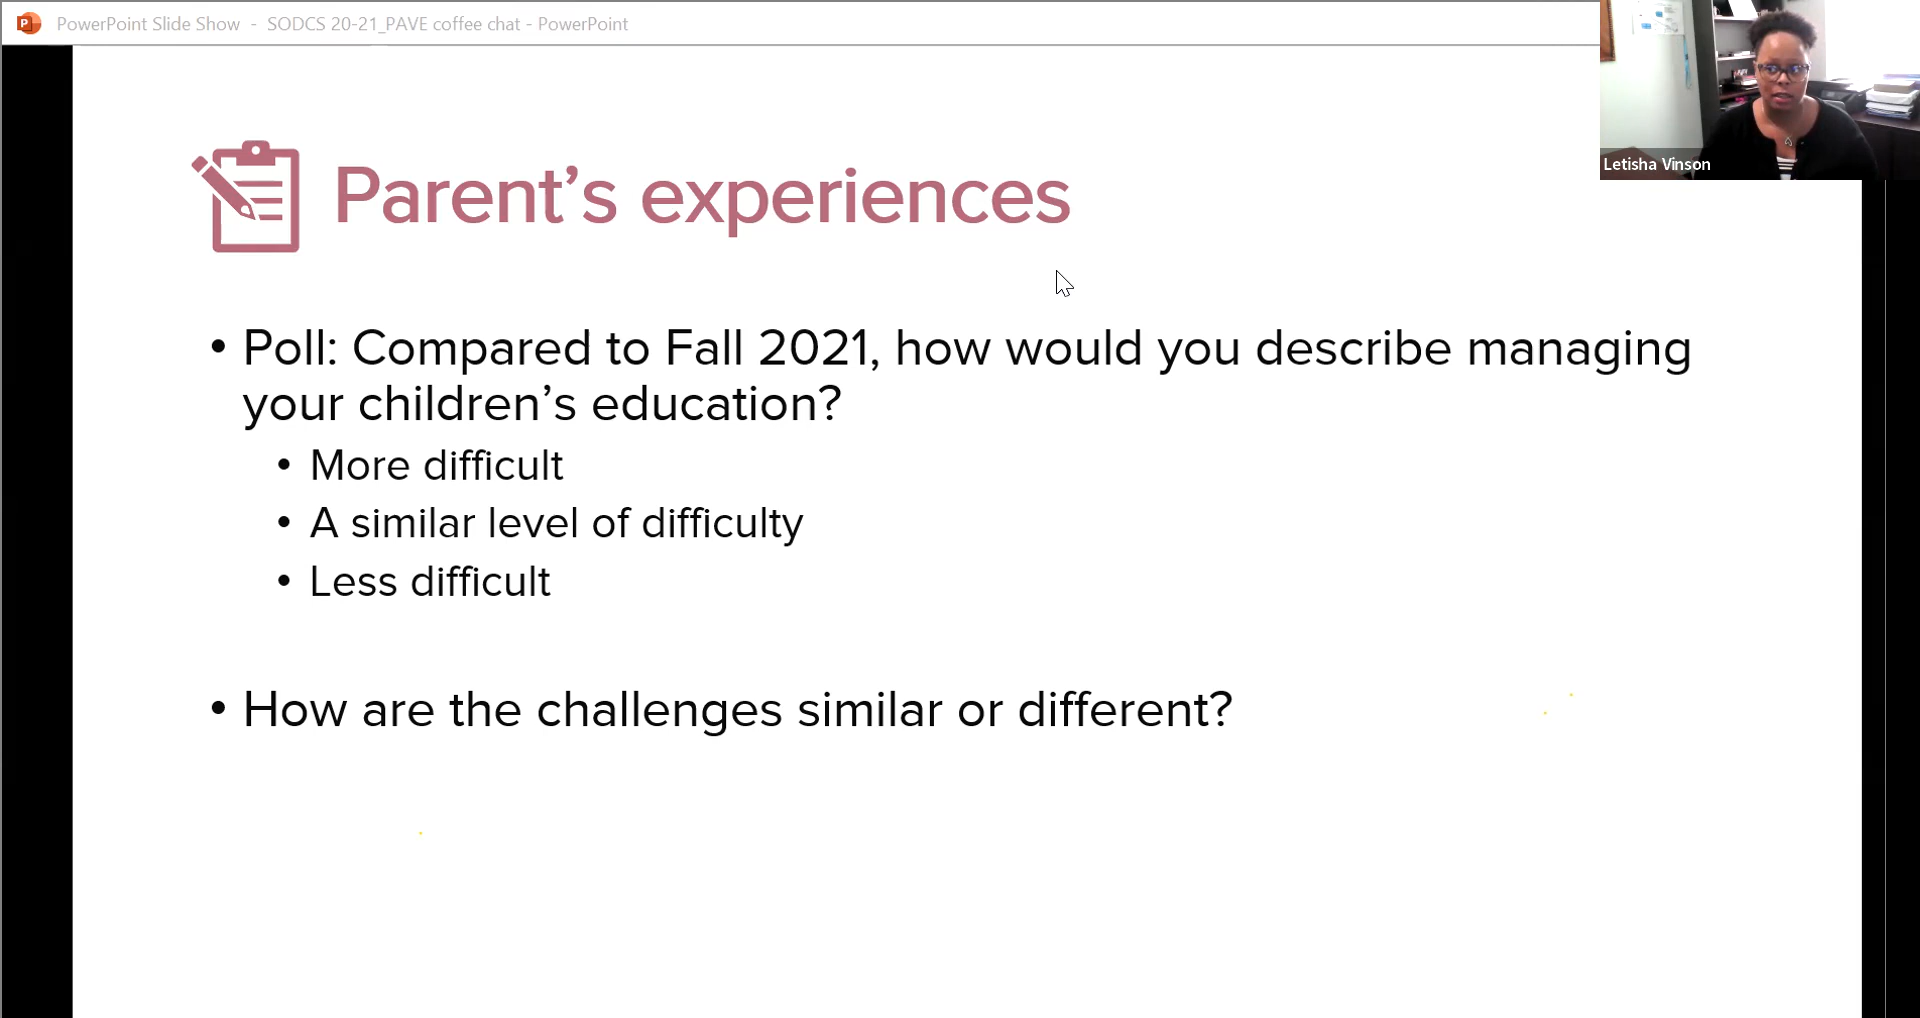 PowerPoint Slide Show - SODCS 20-21_PAVE coffee chat - PowerPoint
Letisha Vinson
Parent’s experiences
• Poll: Compared to Fall 2021, how would you describe managing
your children’s education?
• More difficult
• A similar level of difficulty
• Less difficult
• How are the challenges similar or different?